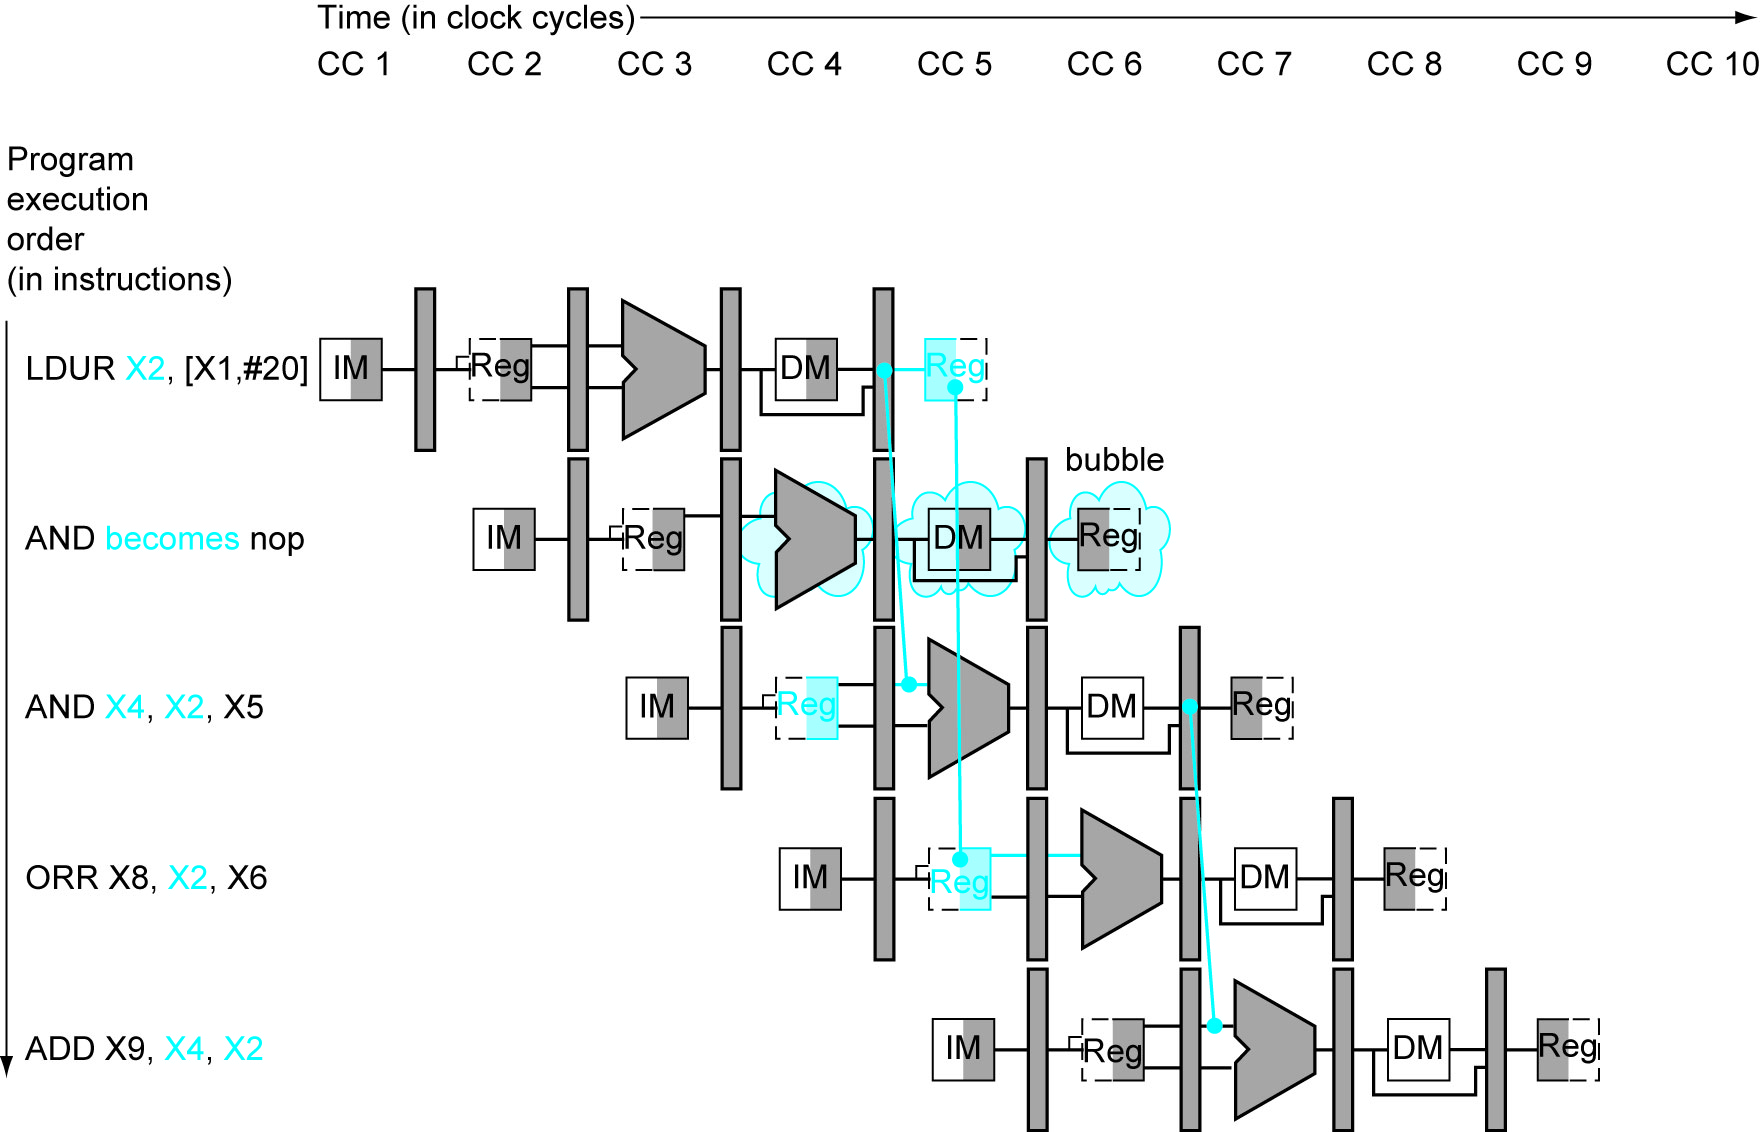 Time (in clock cycles)
CC 1 CC 2 CC 3 CC 4 CC 5 CC 6 CC 7 CC 8 CC 9 CC 10
Program
execution
order
(in instructions)
LDUR X2, [X1,#20] IM Reg DM Reg
bubble
AND becomes nop IM Reg DM Reg
AND X4, X2, X5 IM Reg DM Reg
ORR X8, X2, X6 IM Reg DM Reg
ADD X9, X4, X2 IM Reg DM Reg